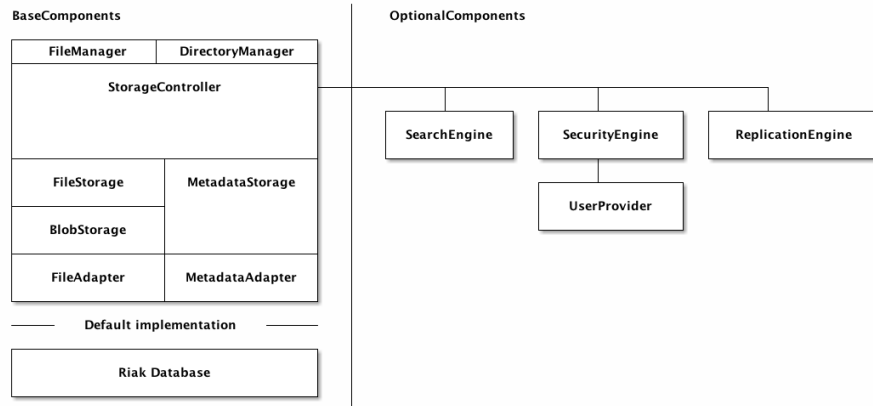 BaseComponents
FileManager
DirectoryManager
StorageController
FileStorage
MetadataStorage
BlobStorage
FileAdapter
MetadataAdapter
Default implementation
Riak Database
OptionalComponents
SearchEngine
SecurityEngine
ReplicationEngine
UserProvider